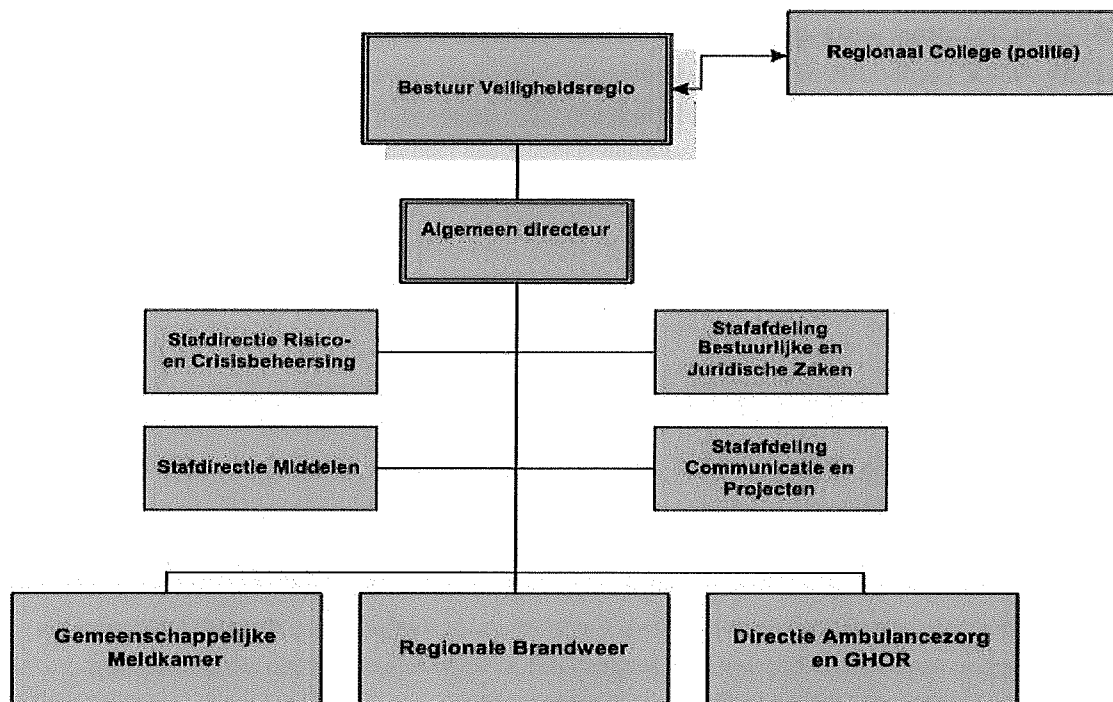 Regionaal College (politie)
Bestuur Veiligheidsregio
Algemeen directeur
Stafdirectie Risico-
en Crisisbeheersing
Stafafdeling
Bestuurlijke en
Juridische Zaken
Stafdirectie Middelen
Stafafdeling
Communicatie en
Projecten
Gemeenschappelijke
Meldkamer
Regionale Brandweer
Directie Ambulancezorg
en GHOR